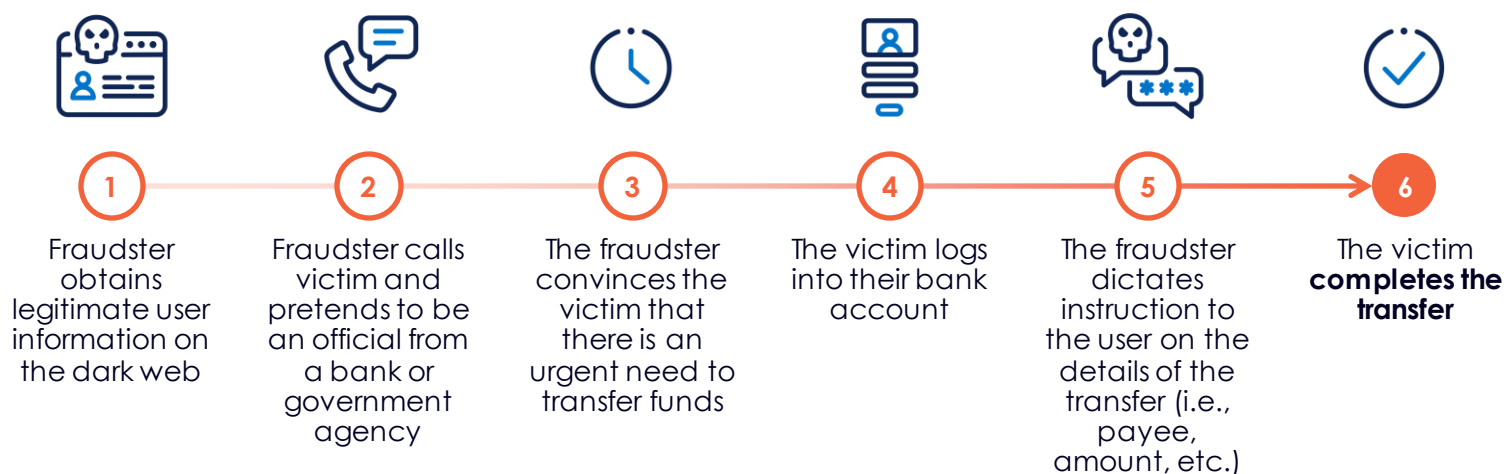 1
Fraudster
obtains
legitimate user
information on
the dark web
2
Fraudster calls
victim and
pretends to be
an official from
a bank or
government
agency
3
The fraudster
convinces the
victim that
there is an
urgent need to
transfer funds
4
The victim logs
into their bank
account
5
The fraudster
dictates
instruction to
the user on the
details of the
transfer (i.e.,
payee,
amount, etc.)
6
The victim
completes the
transfer